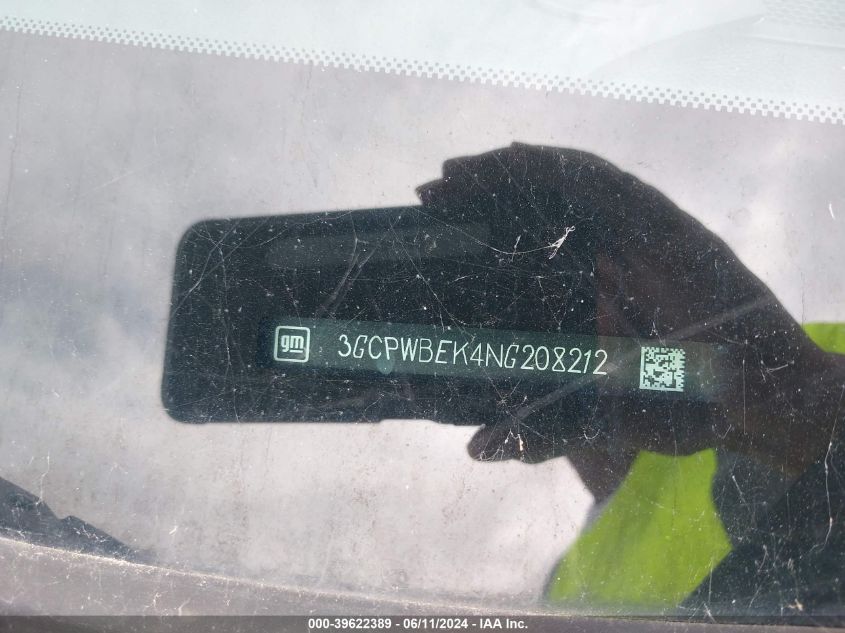 gm 3GCPWBEK4NG208212
000-39622389 - 06/11/2024 - IAA Inc.